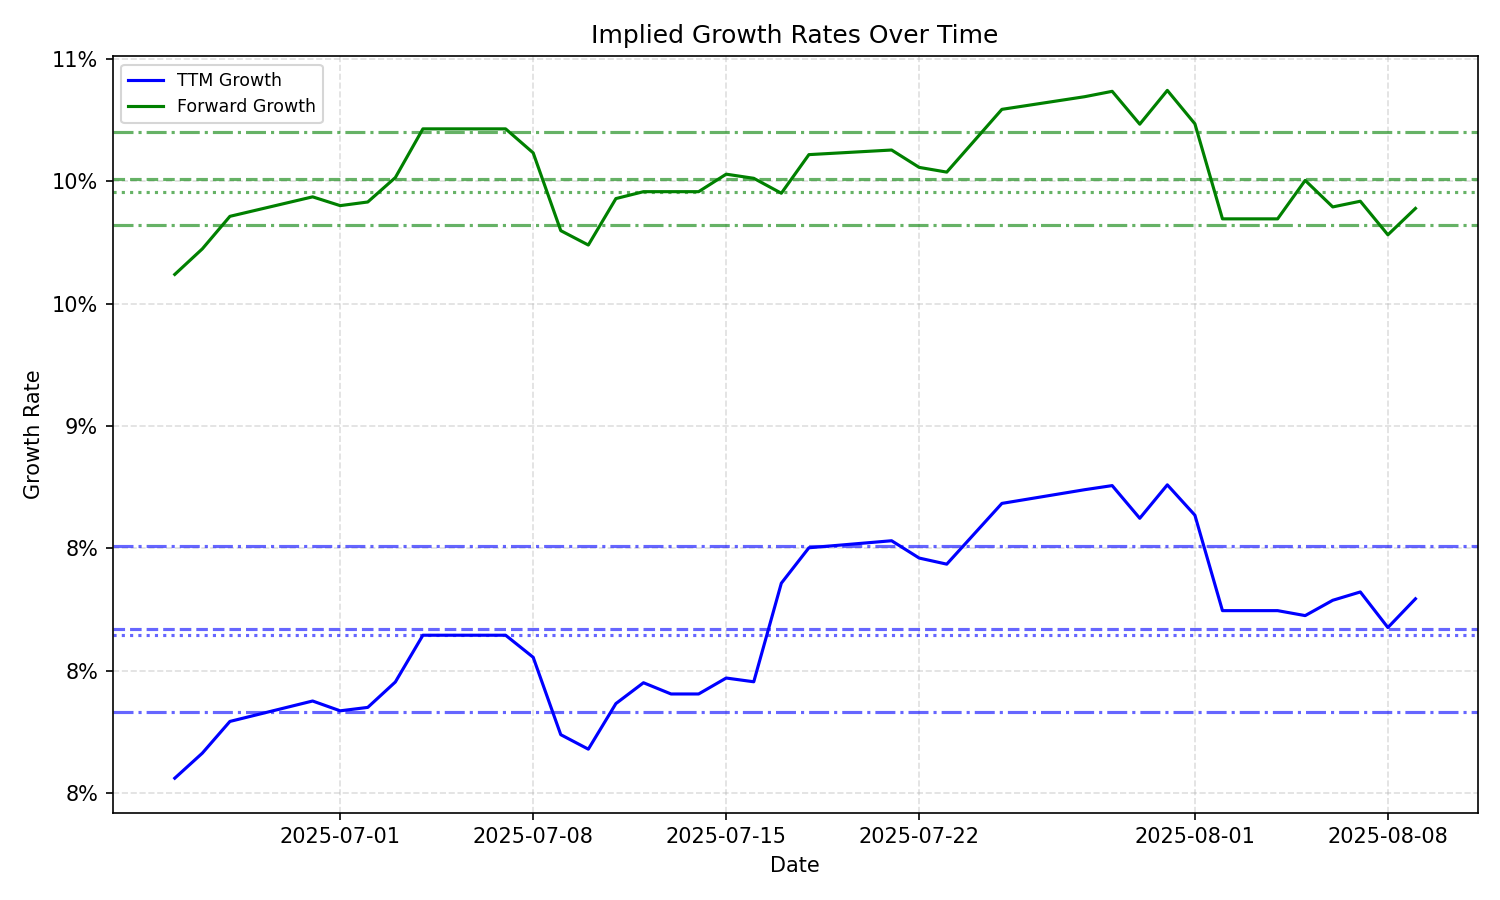 Implied Growth Rates Over Time
11%
TTM Growth
Forward Growth
10%
10%
9%
8%
8%
8%
Growth Rate
2025-07-01 2025-07-08 2025-07-15 2025-07-22 2025-08-01 2025-08-08
Date